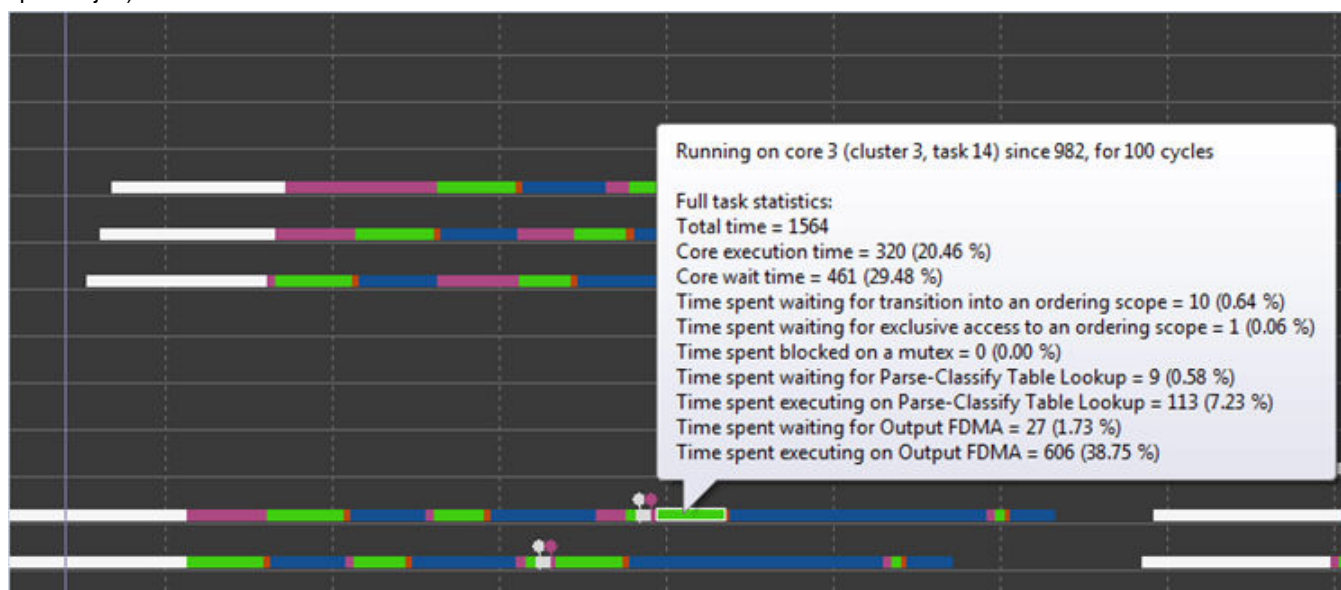 Running on core 3 (cluster 3, task 14) since 982, for 100 cycles
Full task statistics:
Total time = 1564
Core execution time = 320 (20.46 %)
Core wait time = 461 (29.48 %)
Time spent waiting for transition into an ordering scope = 10 (0.64 %)
Time spent waiting for exclusive access to an ordering scope = 1 (0.06 %)
Time spent blocked on a mutex = 0 (0.00 %)
Time spent waiting for Parse-Classify Table Lookup = 9 (0.58 %)
Time spent executing on Parse-Classify Table Lookup = 113 (7.23 %)
Time spent waiting for Output FDMA = 27 (1.73 %)
Time spent executing on Output FDMA = 606 (38.75 %)